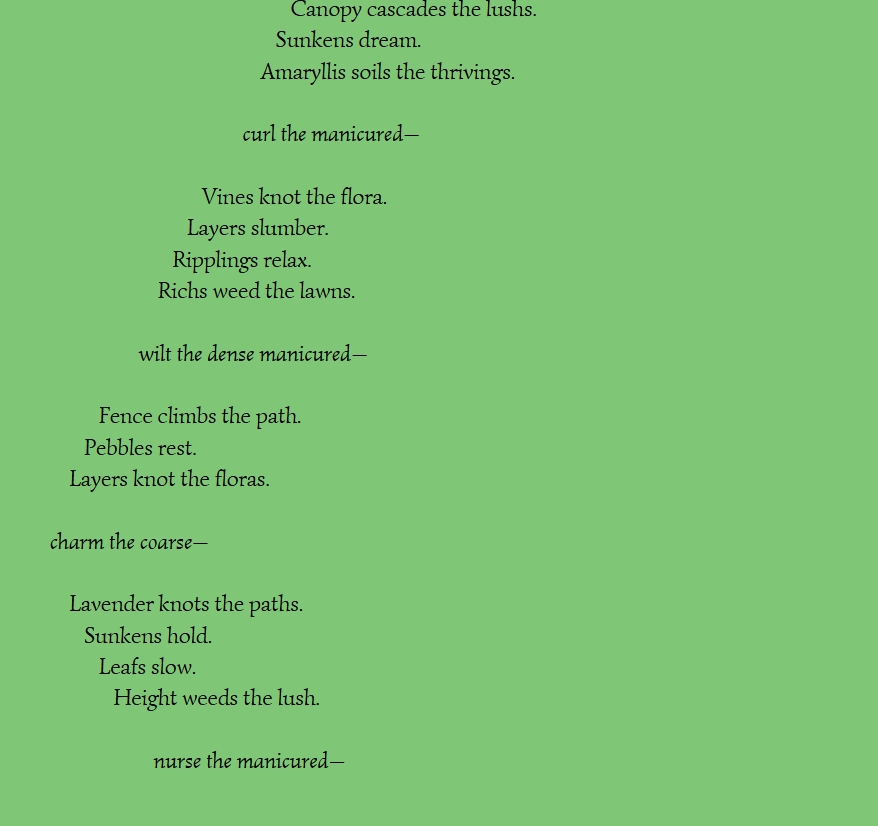 Canopy cascades the lushs.
Sunkens dream.
Amaryllis soils the thrivings.
curl the manicured—
Vines knot the flora.
Layers slumber.
Ripplings relax.
Richs weed the lawns.
wilt the dense manicured—
Fence climbs the path.
Pebbles rest.
Layers knot the floras.
charm the coarse—
Lavender knots the paths.
Sunkens hold.
Leafs slow.
Height weeds the lush.
nurse the manicured—